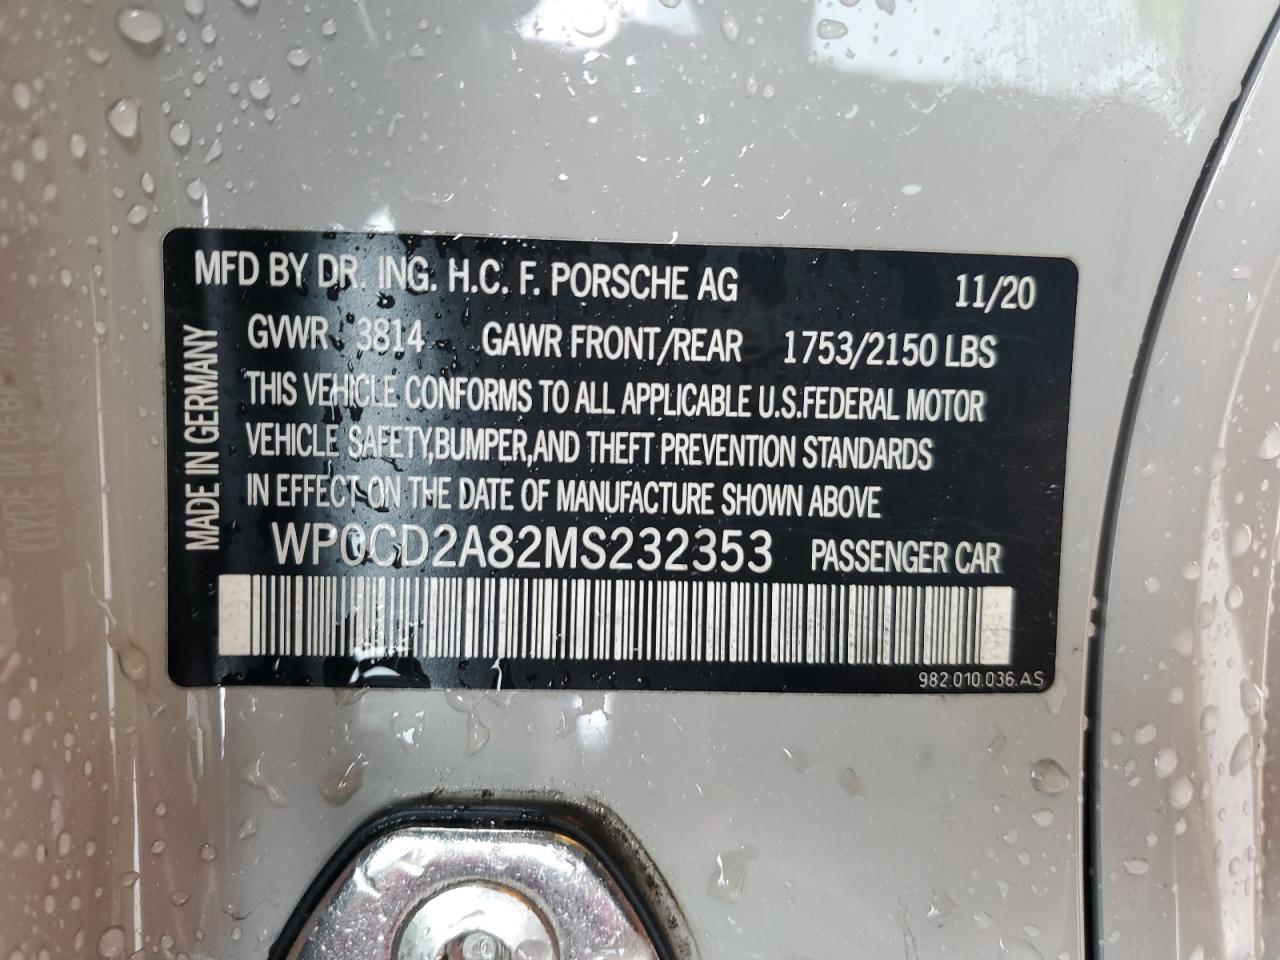 MFD BY DR. ING. H.C. F. PORSCHE AG 11/20
GVWR 3814 GAWR FRONT/REAR 1753/2150 LBS
THIS VEHICLE CONFORMS TO ALL APPLICABLE U.S.FEDERAL MOTOR
VEHICLE SAFETY,BUMPER,AND THEFT PREVENTION STANDARDS
IN EFFECT ON THE DATE OF MANUFACTURE SHOWN ABOVE
MADE IN GERMANY
WP0CD2A82MS232353 PASSENGER CAR
982.010.036.AS